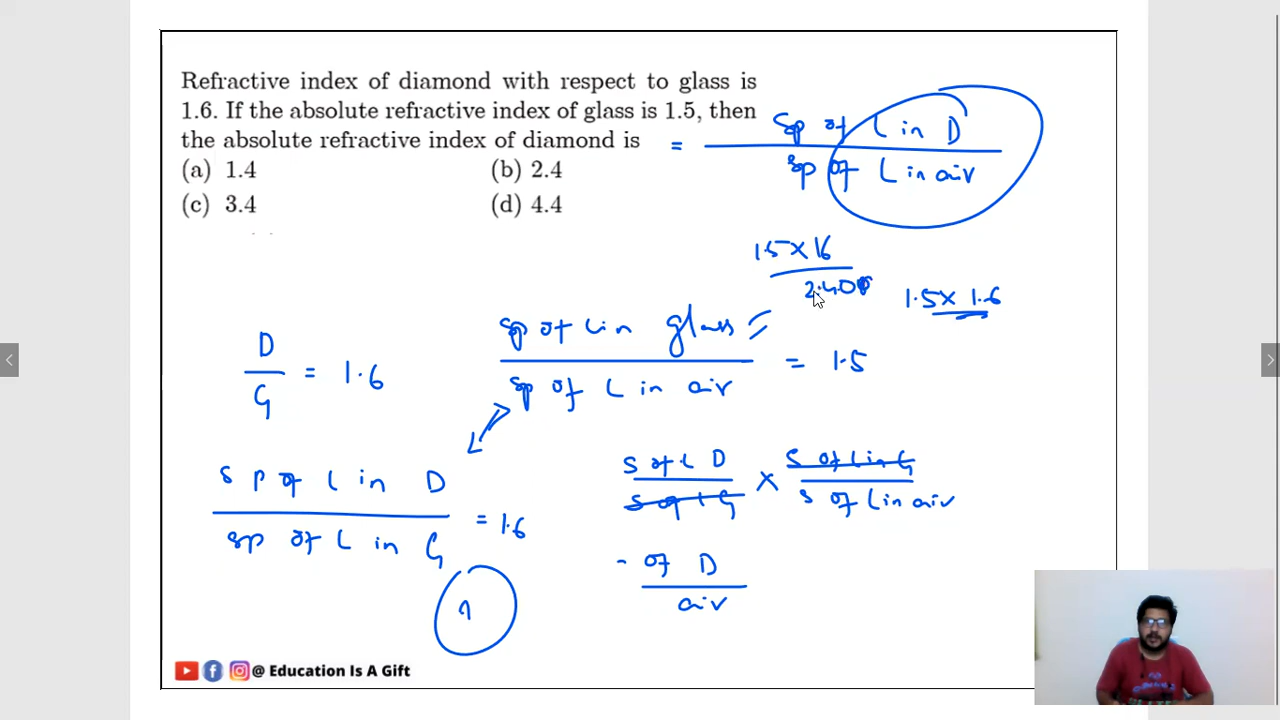 Refractive index of diamond with respect to glass is
1.6. If the absolute refractive index of glass is 1.5, then
the absolute refractive index of diamond is
(a) 1.4 (b) 2.4
(c) 3.4 (d) 4.4
= Sp of L in D
sp of L in air
1.5 × 16
2.40
1.5 × 1.6
D
G
= 1.6
sp of L in glass
sp of L in air
= 1.5
S p of L in D
sp of L in G
= 1.6
S of L D × S of L in G
S of L G S of L in air
of D
air
@ Education Is A Gift